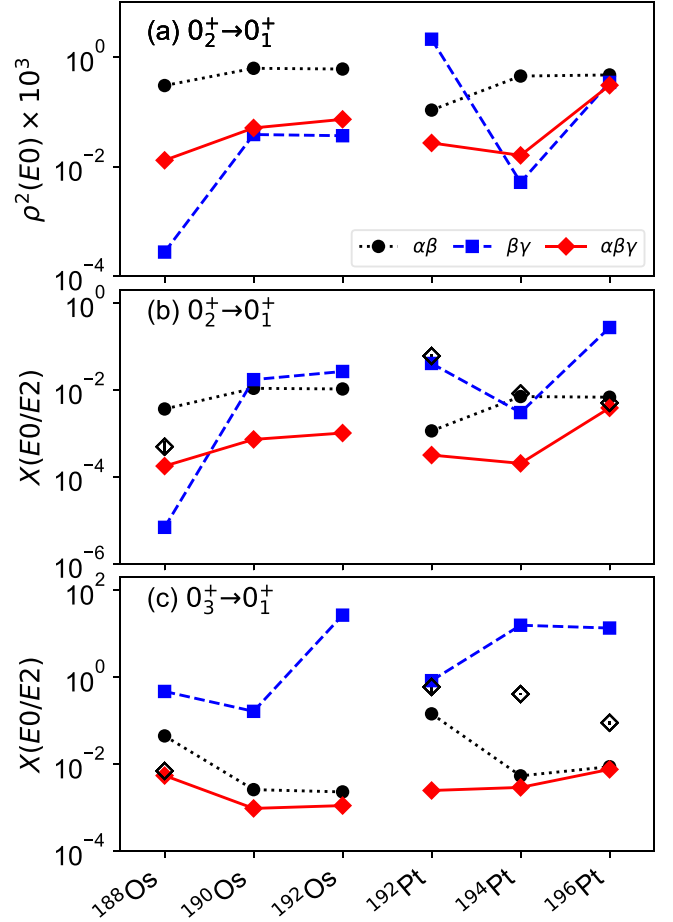 (a) 0₂⁺→0₁⁺
10⁰
10⁻²
10⁻⁴
ρ²(E0) × 10³
αβ βγ αβγ
(b) 0₂⁺→0₁⁺
10⁰
10⁻²
10⁻⁴
10⁻⁶
X(E0/E2)
(c) 0₃⁺→0₁⁺
10²
10⁰
10⁻²
10⁻⁴
X(E0/E2)
¹⁸⁸Os ¹⁹⁰Os ¹⁹²Os ¹⁹²Pt ¹⁹⁴Pt ¹⁹⁶Pt